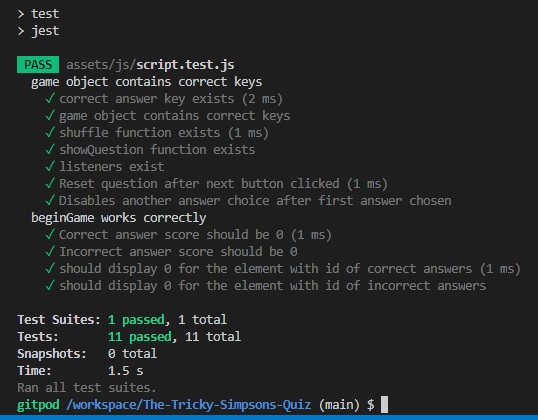 > test
> jest
PASS assets/js/script.test.js
game object contains correct keys
✓ correct answer key exists (2 ms)
✓ game object contains correct keys
✓ shuffle function exists (1 ms)
✓ showQuestion function exists
✓ listeners exist
✓ Reset question after next button clicked (1 ms)
✓ Disables another answer choice after first answer chosen
beginGame works correctly
✓ Correct answer score should be 0 (1 ms)
✓ Incorrect answer score should be 0
✓ should display 0 for the element with id of correct answers (1 ms)
✓ should display 0 for the element with id of incorrect answers
Test Suites: 1 passed, 1 total
Tests: 11 passed, 11 total
Snapshots: 0 total
Time: 1.5 s
Ran all test suites.
gitpod /workspace/The-Tricky-Simpsons-Quiz (main) $